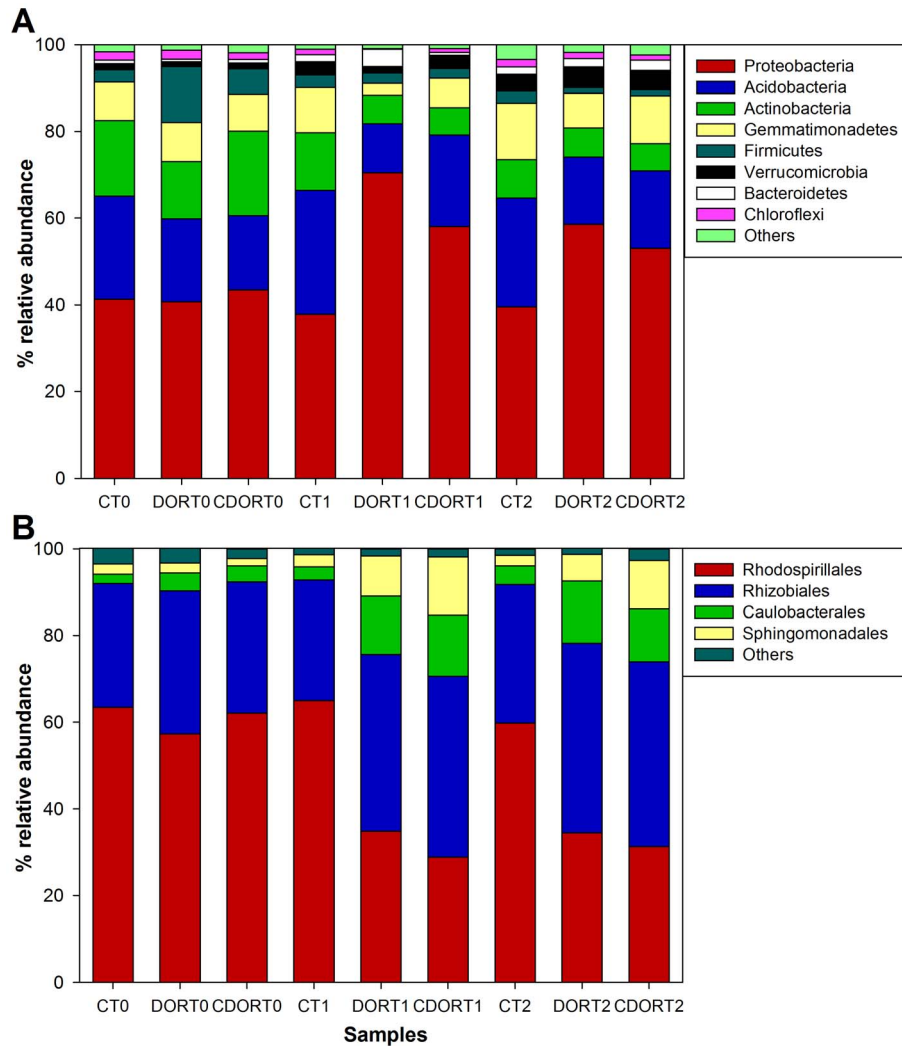 A
100
80
60
40
20
0
% relative abundance
CT0 DORT0 CDORT0 CT1 DORT1 CDORT1 CT2 DORT2 CDORT2
Proteobacteria
Acidobacteria
Actinobacteria
Gemmatimonadetes
Firmicutes
Verrucomicrobia
Bacteroidetes
Chloroflexi
Others
B
100
80
60
40
20
0
% relative abundance
CT0 DORT0 CDORT0 CT1 DORT1 CDORT1 CT2 DORT2 CDORT2
Samples
Rhodospirillales
Rhizobiales
Caulobacterales
Sphingomonadales
Others